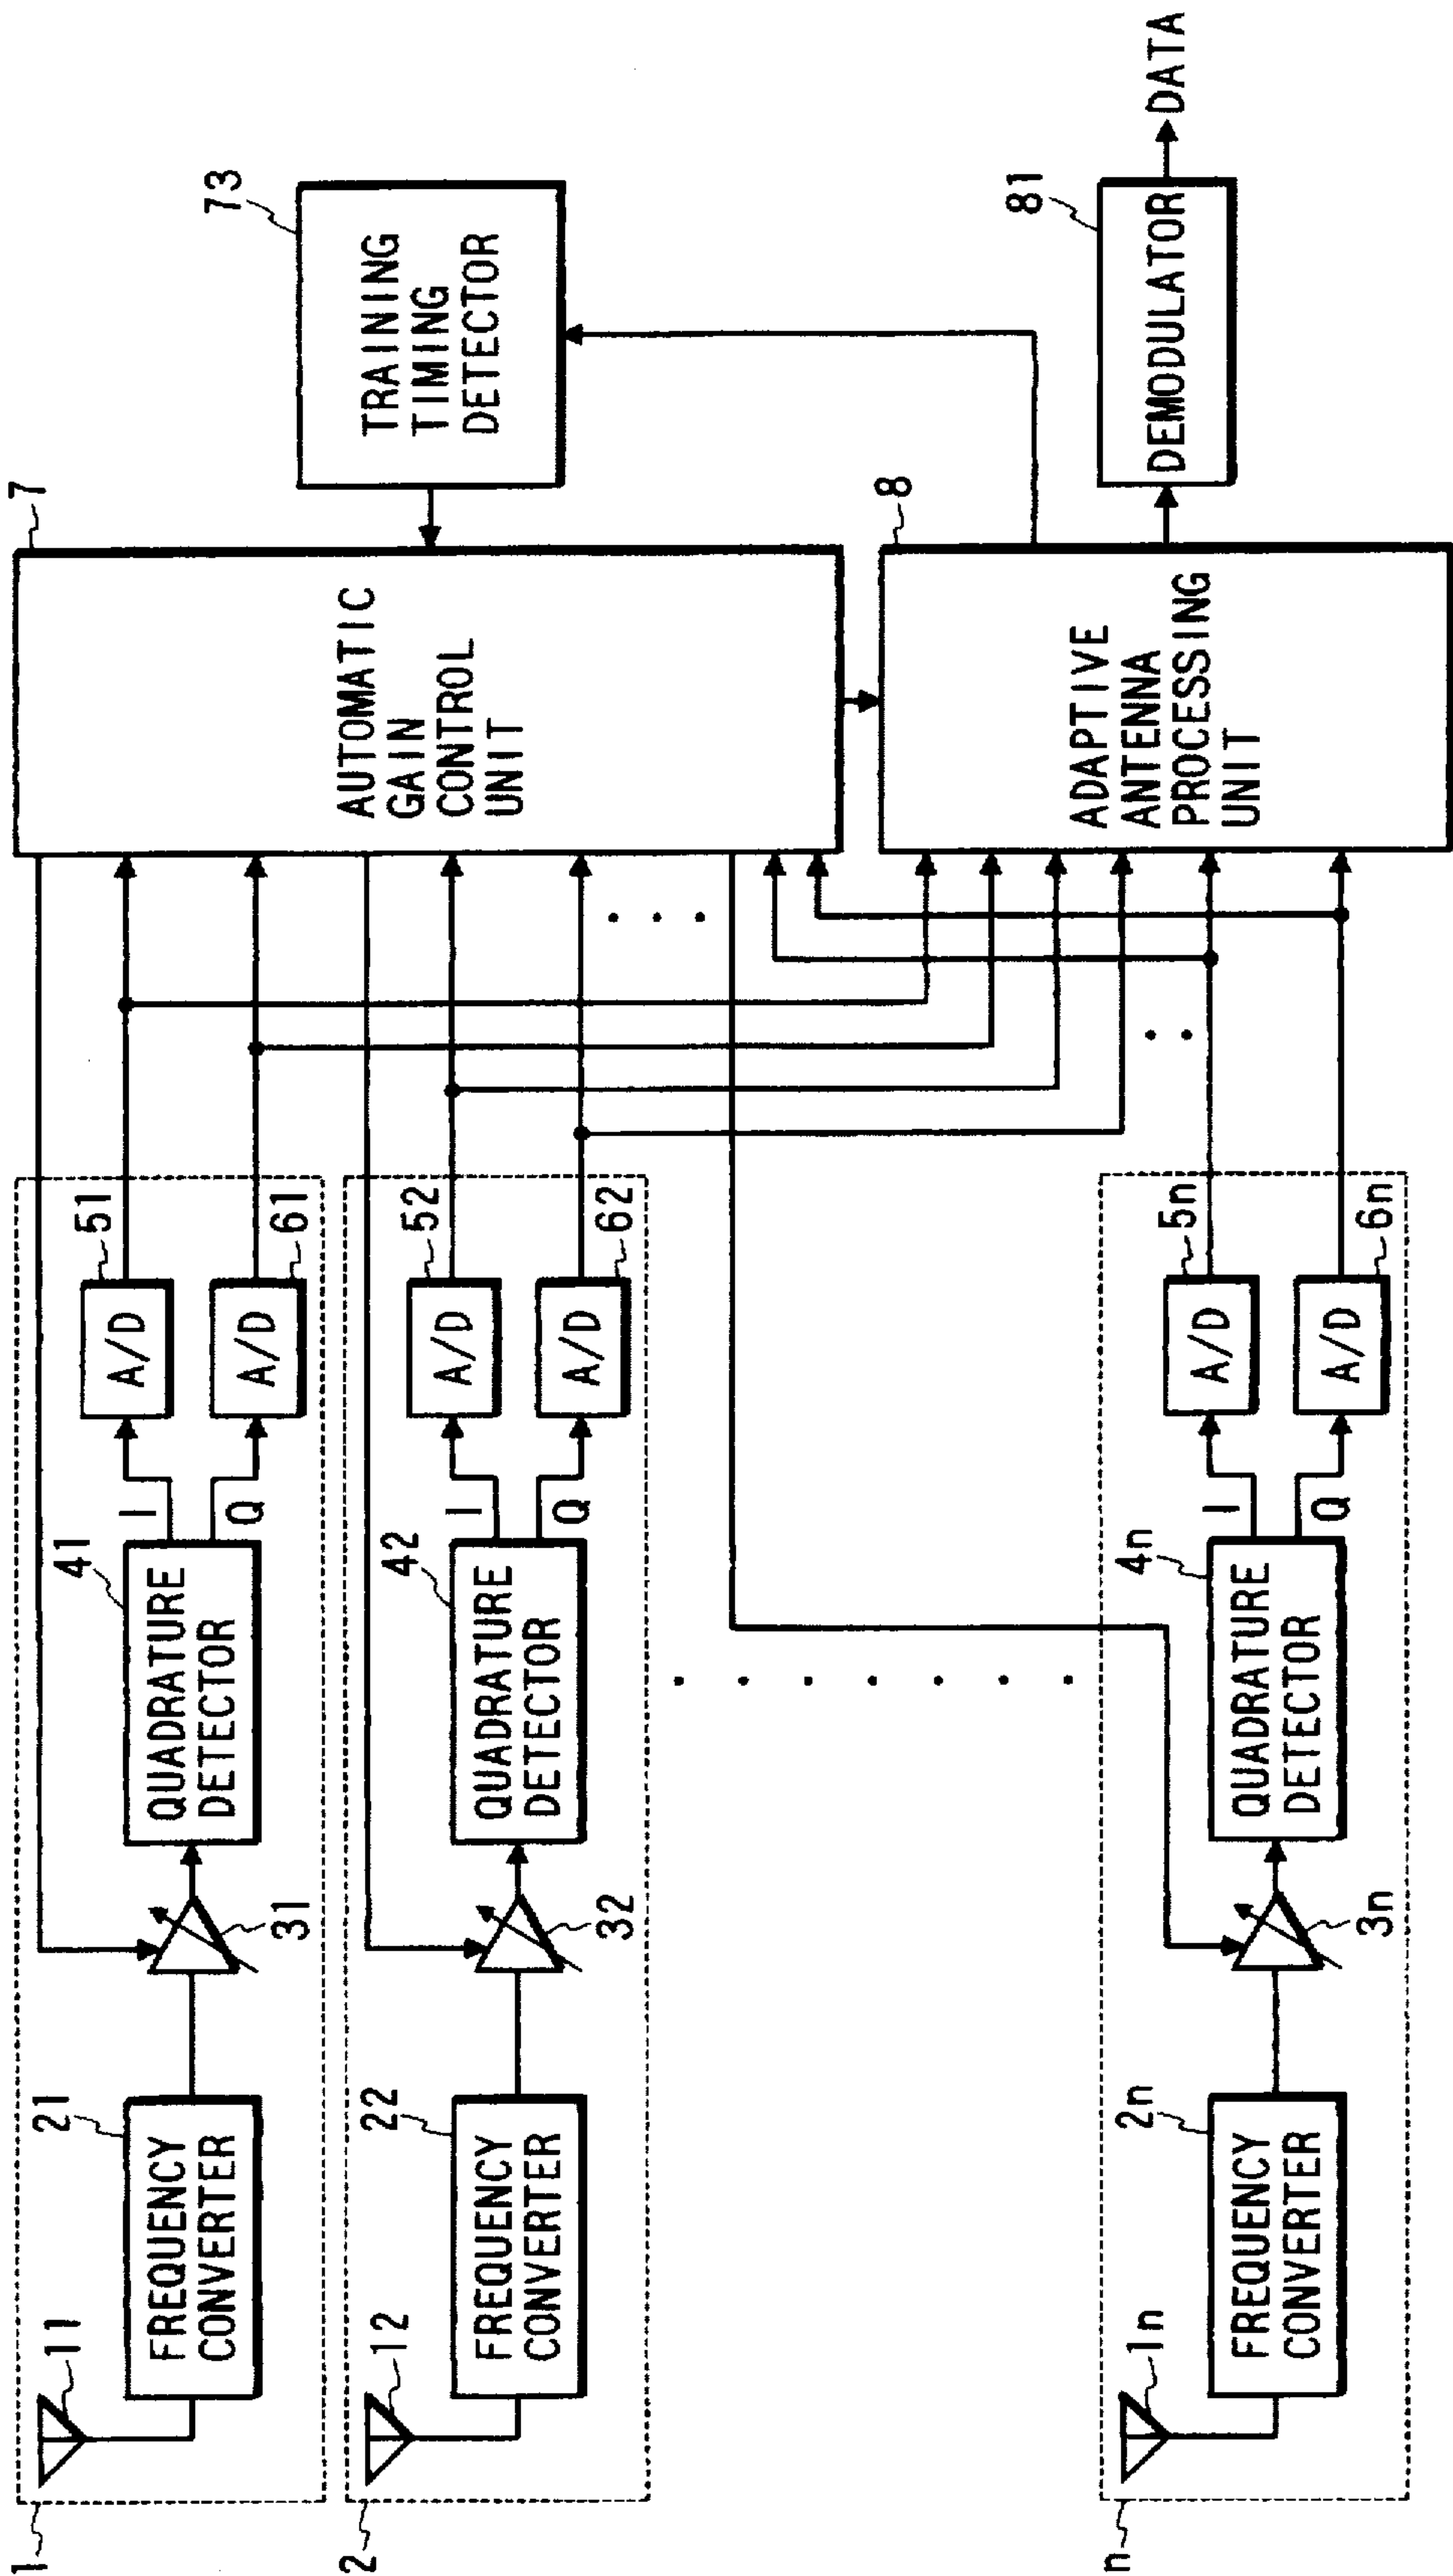 1
11
21
FREQUENCY
CONVERTER
31
41
QUADRATURE
DETECTOR
I
Q
51
A/D
61
A/D
2
12
22
FREQUENCY
CONVERTER
32
42
QUADRATURE
DETECTOR
I
Q
52
A/D
62
A/D
n
1n
2n
FREQUENCY
CONVERTER
3n
4n
QUADRATURE
DETECTOR
I
Q
5n
A/D
6n
A/D
7
AUTOMATIC
GAIN
CONTROL
UNIT
73
TRAINING
TIMING
DETECTOR
8
ADAPTIVE
ANTENNA
PROCESSING
UNIT
81
DEMODULATOR
DATA